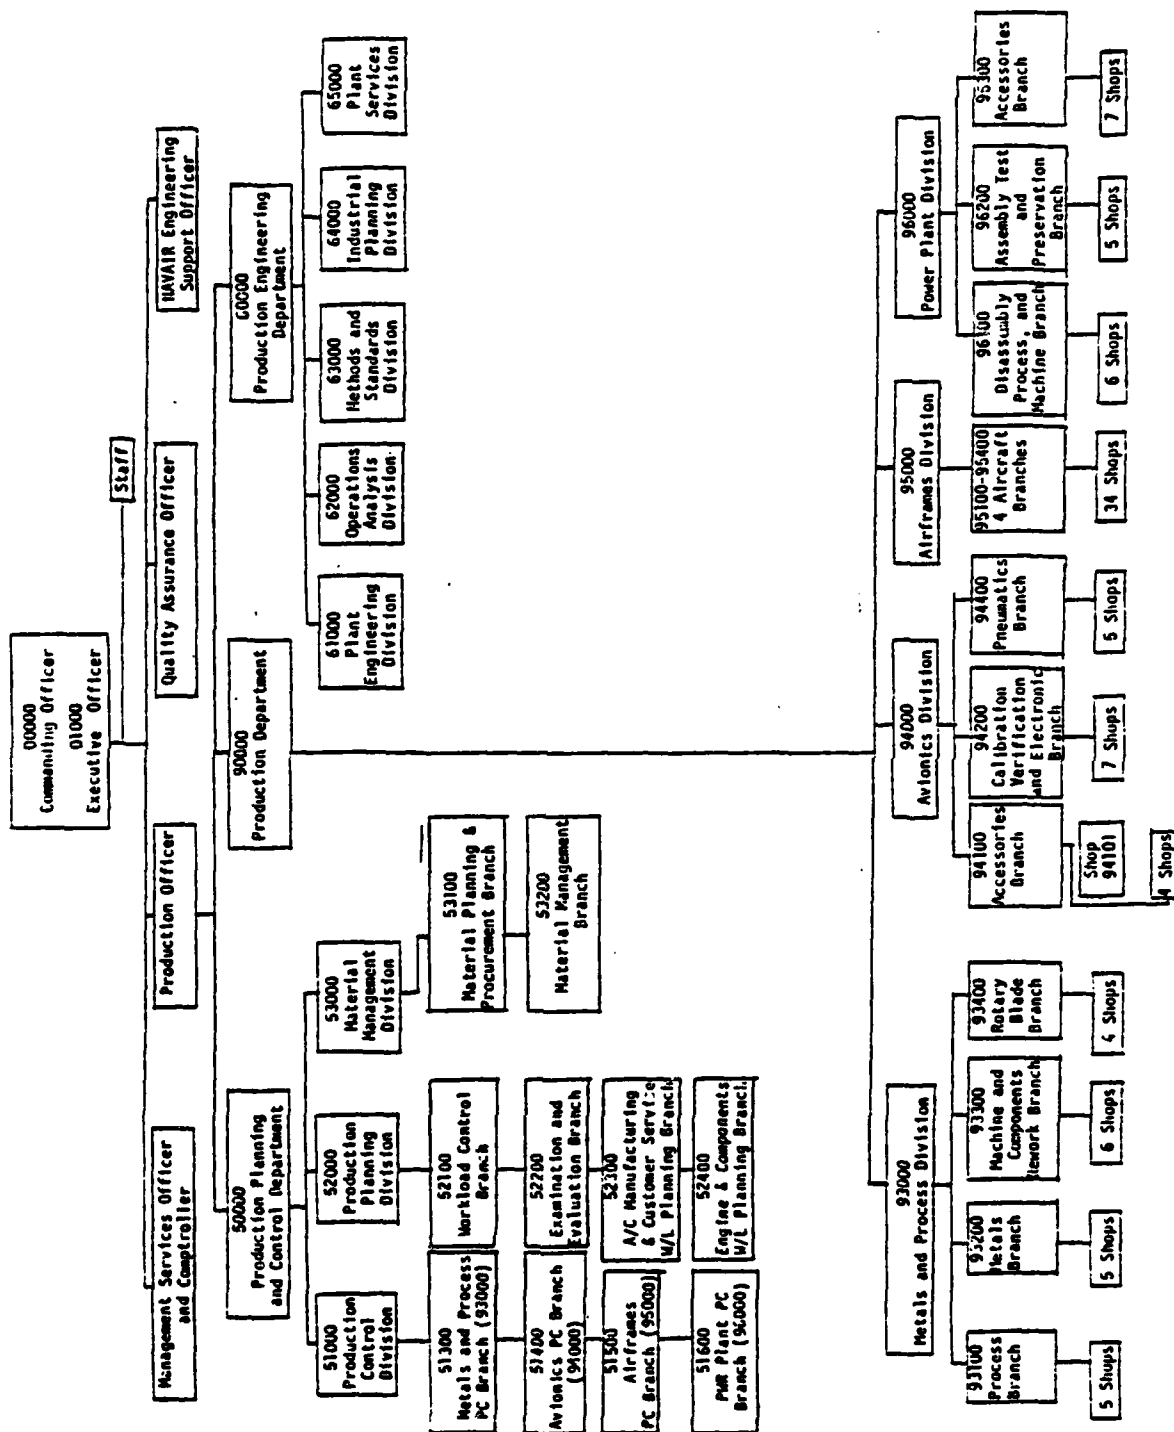 00000
Commanding Officer
01000
Executive Officer
Staff
Management Services Officer
and Comptroller
Production Officer
Quality Assurance Officer
NAVAIR Engineering
Support Officer
50000
Production Planning
and Control Department
90000
Production Department
60000
Production Engineering
Department
51000
Production
Control
Division
52000
Production
Planning
Division
53000
Material
Management
Division
61000
Plant
Engineering
Division
62000
Operations
Analysis
Division
63000
Methods and
Standards
Division
64000
Industrial
Planning
Division
65000
Plant
Services
Division
51300
Metals and Process
PC Branch (93000)
52100
Workload Control
Branch
53100
Material Planning &
Procurement Branch
51400
Avionics PC Branch
(94000)
52200
Examination and
Evaluation Branch
53200
Material Management
Branch
51500
Airframes
PC Branch (95000)
52300
A/C Manufacturing
& Customer Service
W/L Planning Branch
51600
PWR Plant PC
Branch (96000)
52400
Engine & Components
W/L Planning Branch
93000
Metals and Process Division
94000
Avionics Division
95000
Airframes Division
96000
Power Plant Division
93100
Process
Branch
93200
Metals
Branch
93300
Machine and
Components
Rework Branch
93400
Rotary
Blade
Branch
94100
Accessories
Branch
94200
Calibration
Verification
and Electronic
Branch
94400
Pneumatics
Branch
95100-95400
4 Aircraft
Branches
96100
Disassembly
Process, and
Machine Branch
96200
Assembly Test
and
Preservation
Branch
96300
Accessories
Branch
5 Shops
5 Shops
6 Shops
4 Shops
Shop
94101
4 Shops
7 Shops
5 Shops
34 Shops
6 Shops
5 Shops
7 Shops